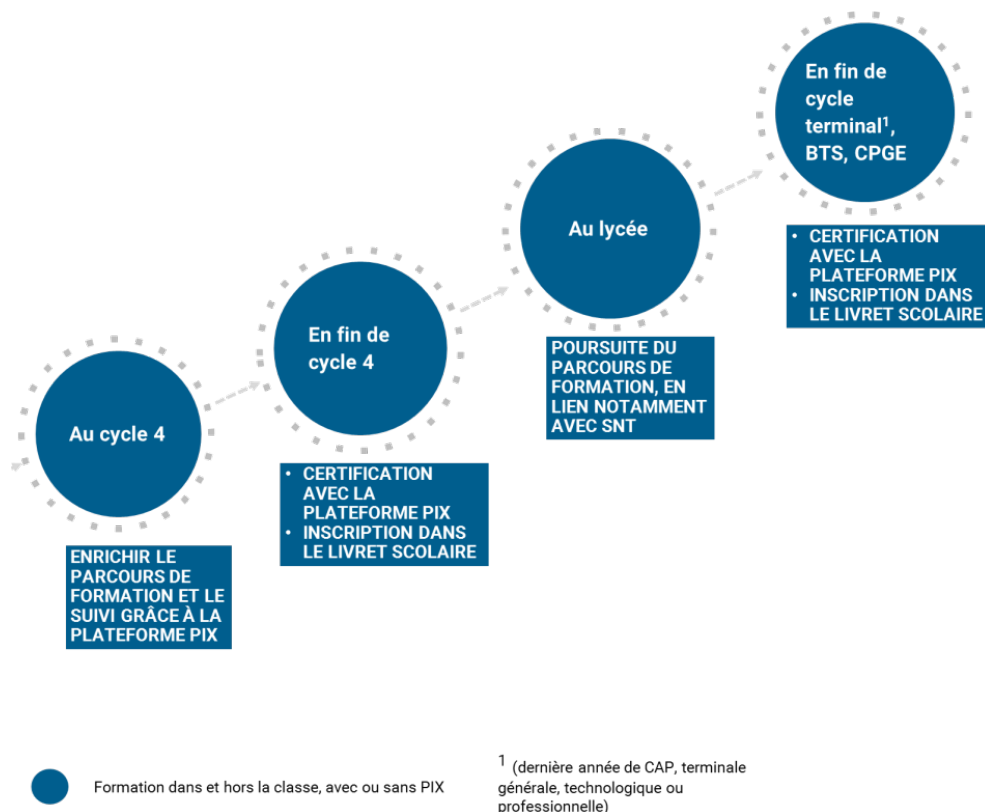 Au cycle 4
ENRICHIR LE
PARCOURS DE
FORMATION ET LE
SUIVI GRÂCE À LA
PLATEFORME PIX
En fin de
cycle 4
• CERTIFICATION
AVEC LA
PLATEFORME PIX
• INSCRIPTION DANS
LE LIVRET SCOLAIRE
Au lycée
POURSUITE DU
PARCOURS DE
FORMATION, EN
LIEN NOTAMMENT
AVEC SNT
En fin de
cycle
terminal¹,
BTS, CPGE
• CERTIFICATION
AVEC LA
PLATEFORME PIX
• INSCRIPTION DANS
LE LIVRET SCOLAIRE
Formation dans et hors la classe, avec ou sans PIX
¹ (dernière année de CAP, terminale
générale, technologique ou
professionnelle)